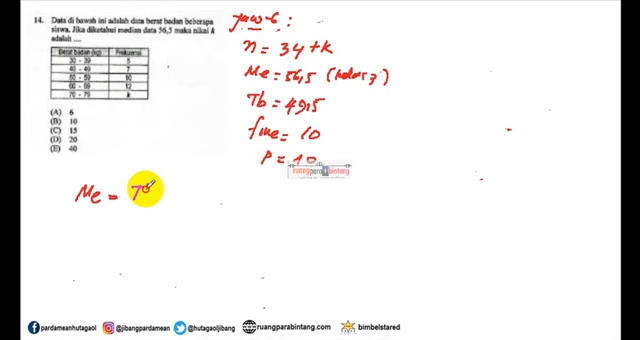 14. Data di bawah ini adalah data berat badan beberapa
siswa. Jika diketahui median data 56,5 maka nilai k
adalah ....
Berat badan (kg) Frekuensi
30 - 39 5
40 - 49 7
50 - 59 10
60 - 69 12
70 - 79 k
(A) 6
(B) 10
(C) 15
(D) 20
(E) 40
Jawab :
n = 34 + k
Me = 56,5 (kelas 3)
Tb = 49,5
fme = 10
P = 10
ruangparabintang
Me = Tb
pardameanhutagaol @jibangpardamean @hutagaoljibang ruangparabintang.com bimbelstared